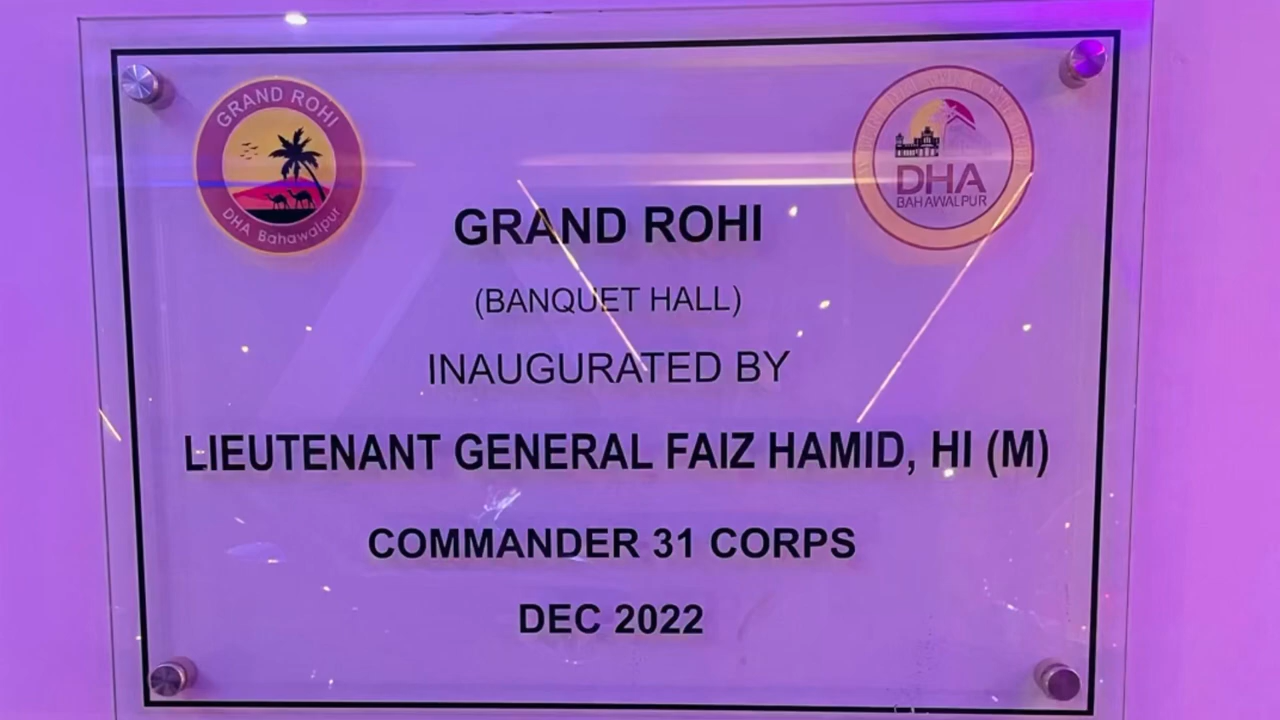 GRAND ROHI
DHA Bahawalpur
DHA
BAHAWALPUR
GRAND ROHI
(BANQUET HALL)
INAUGURATED BY
LIEUTENANT GENERAL FAIZ HAMID, HI (M)
COMMANDER 31 CORPS
DEC 2022